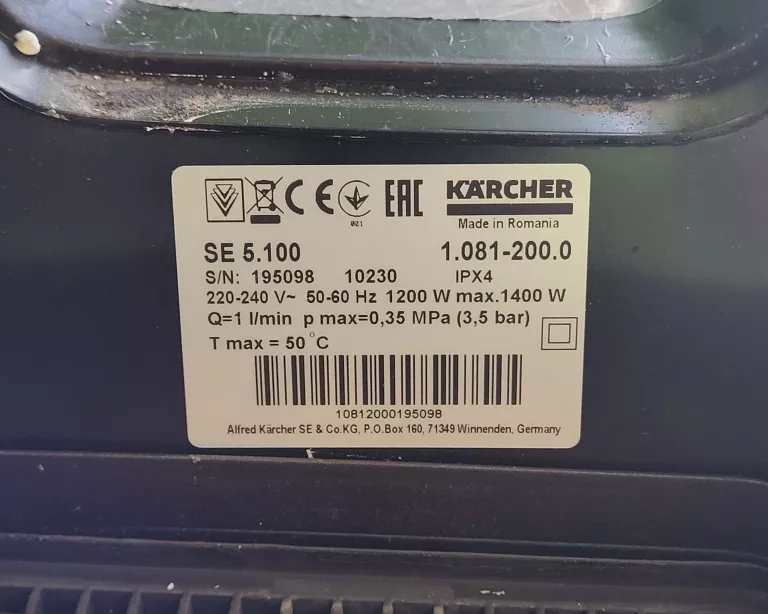 CE 021 EAC KÄRCHER
Made in Romania
SE 5.100 1.081-200.0
S/N: 195098 10230 IPX4
220-240 V~ 50-60 Hz 1200 W max.1400 W
Q=1 l/min p max=0,35 MPa (3,5 bar)
T max = 50 °C
10812000195098
Alfred Kärcher SE & Co.KG, P.O.Box 160, 71349 Winnenden, Germany